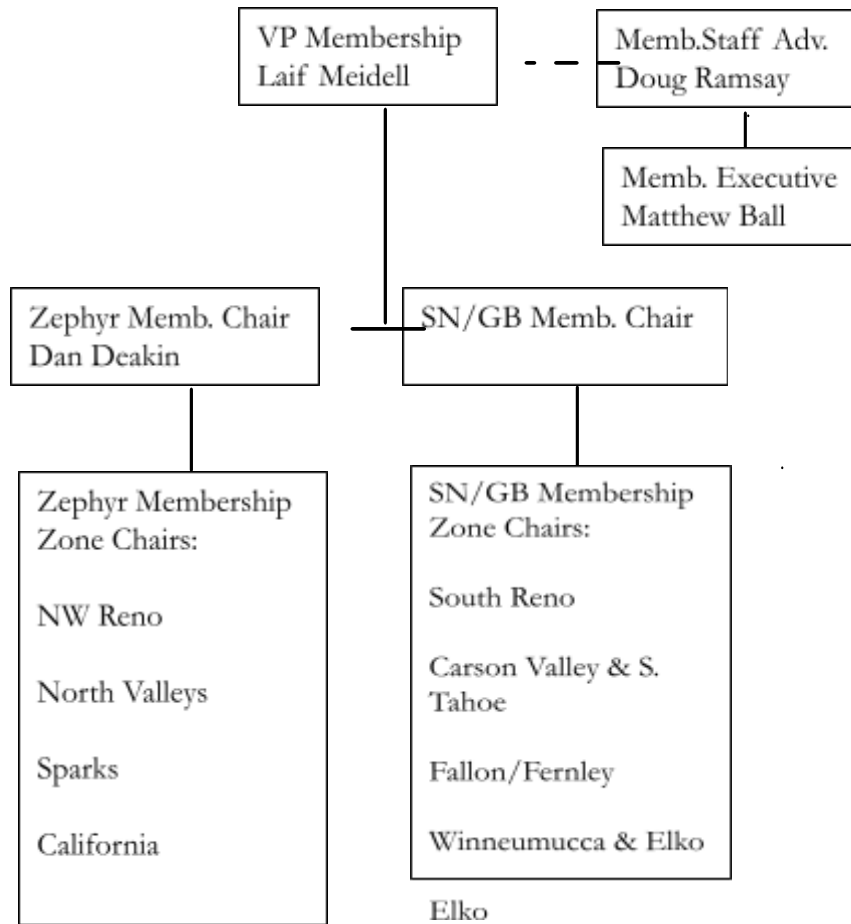 VP Membership
Laif Meidell
Memb.Staff Adv.
Doug Ramsay
Memb. Executive
Matthew Ball
Zephyr Memb. Chair
Dan Deakin
SN/GB Memb. Chair
Zephyr Membership
Zone Chairs:
NW Reno
North Valleys
Sparks
California
SN/GB Membership
Zone Chairs:
South Reno
Carson Valley & S.
Tahoe
Fallon/Fernley
Winneumucca & Elko
Elko